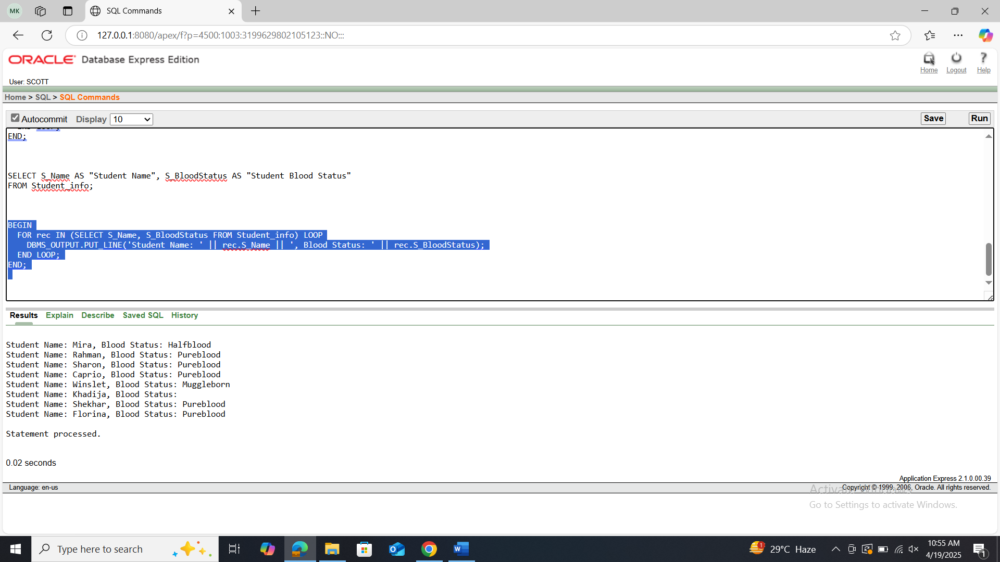 MK
SQL Commands
127.0.0.1:8080/apex/f?p=4500:1003:3199629802105123::NO:::
ORACLE Database Express Edition
Home Logout Help
User: SCOTT
Home > SQL > SQL Commands
Autocommit Display 10 Save Run
END;
SELECT S_Name AS "Student Name", S_BloodStatus AS "Student Blood Status"
FROM Student_info;
BEGIN
FOR rec IN (SELECT S_Name, S_BloodStatus FROM Student_info) LOOP
DBMS_OUTPUT.PUT_LINE('Student Name: ' || rec.S_Name || ', Blood Status: ' || rec.S_BloodStatus);
END LOOP;
END;
Results Explain Describe Saved SQL History
Student Name: Mira, Blood Status: Halfblood
Student Name: Rahman, Blood Status: Pureblood
Student Name: Sharon, Blood Status: Pureblood
Student Name: Caprio, Blood Status: Pureblood
Student Name: Winslet, Blood Status: Muggleborn
Student Name: Khadija, Blood Status:
Student Name: Shekhar, Blood Status: Pureblood
Student Name: Florina, Blood Status: Pureblood
Statement processed.
0.02 seconds
Application Express 2.1.0.00.39
Language: en-us
Copyright © 1999, 2006, Oracle. All rights reserved.
Activate Windows
Go to Settings to activate Windows.
Type here to search
1
29°C Haze
10:55 AM
4/19/2025
1